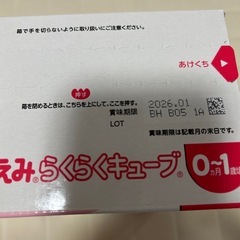 箱で手を切らないように取り扱いにご注意ください。
あけくち
押す
箱を閉めるときは、こちらを上にして、ここを押す。
賞味期限
LOT
2026.01
BH B05 1A
賞味期限は記載月の末日です。
えみ®らくらくキューブ®
0ヵ月~1歳